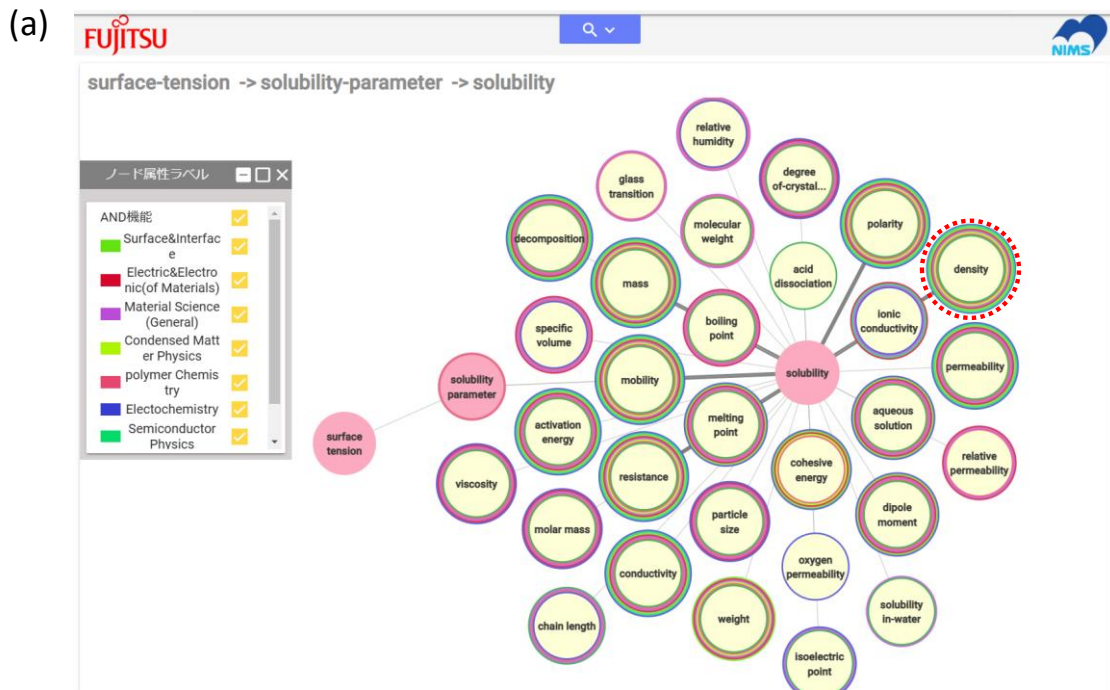 (a)
FUJITSU
NIMS
surface-tension -> solubility-parameter -> solubility
ノード属性ラベル
AND機能
Surface&Interfac
e
Electric&Electro
nic(of Materials)
Material Science
(General)
Condensed Matt
er Physics
polymer Chemis
try
Electochemistry
Semiconductor
Physics
relative
humidity
degree
of-crystal...
glass
transition
molecular
weight
polarity
decomposition
density
acid
dissociation
mass
ionic
conductivity
boiling
point
specific
volume
permeability
solubility
mobility
solubility
parameter
aqueous
solution
melting
point
activation
energy
surface
tension
relative
permeability
cohesive
energy
resistance
viscosity
dipole
moment
particle
size
molar mass
oxygen
permeability
conductivity
solubility
in-water
weight
chain length
isoelectric
point